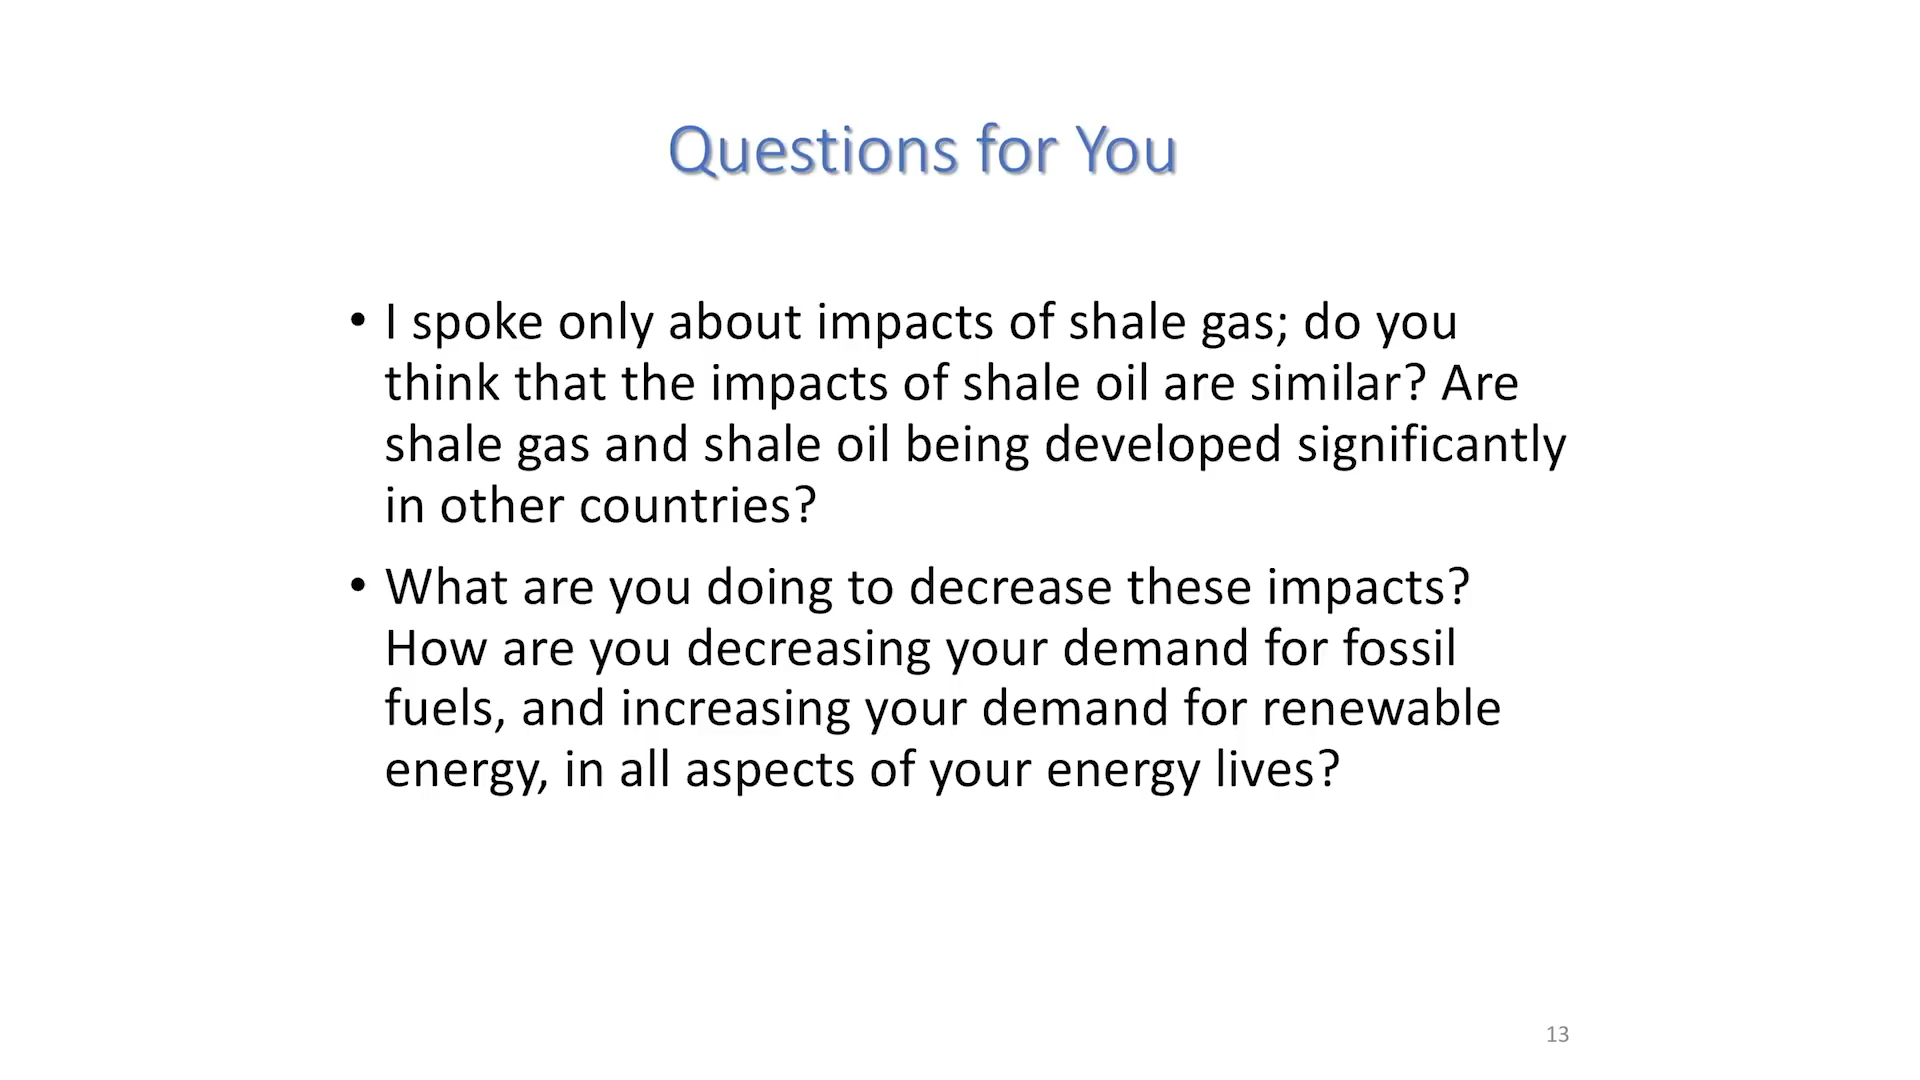 Questions for You
• I spoke only about impacts of shale gas; do you
think that the impacts of shale oil are similar? Are
shale gas and shale oil being developed significantly
in other countries?
• What are you doing to decrease these impacts?
How are you decreasing your demand for fossil
fuels, and increasing your demand for renewable
energy, in all aspects of your energy lives?
13